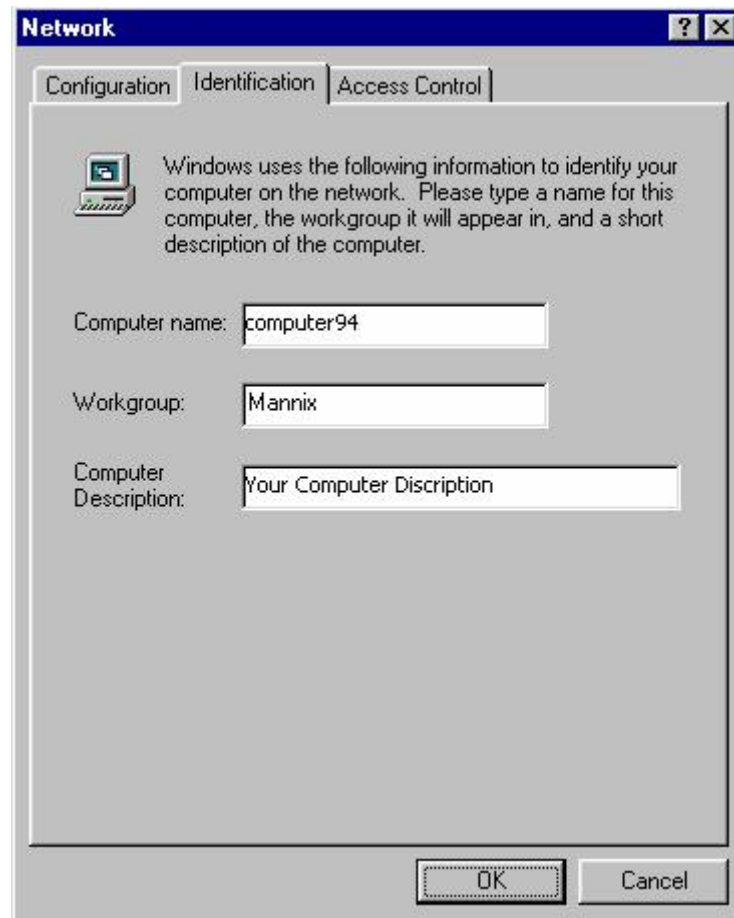 Network
Configuration Identification Access Control
Windows uses the following information to identify your
computer on the network. Please type a name for this
computer, the workgroup it will appear in, and a short
description of the computer.
Computer name: computer94
Workgroup: Mannix
Computer
Description: Your Computer Discription
OK Cancel